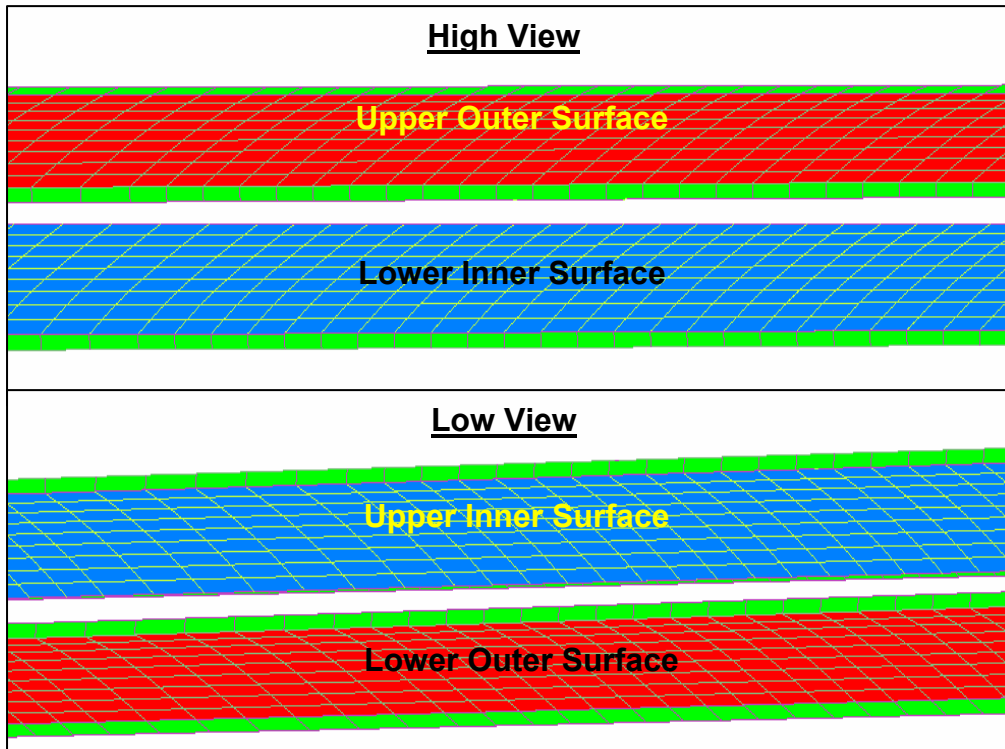 High View
Upper Outer Surface
Lower Inner Surface
Low View
Upper Inner Surface
Lower Outer Surface